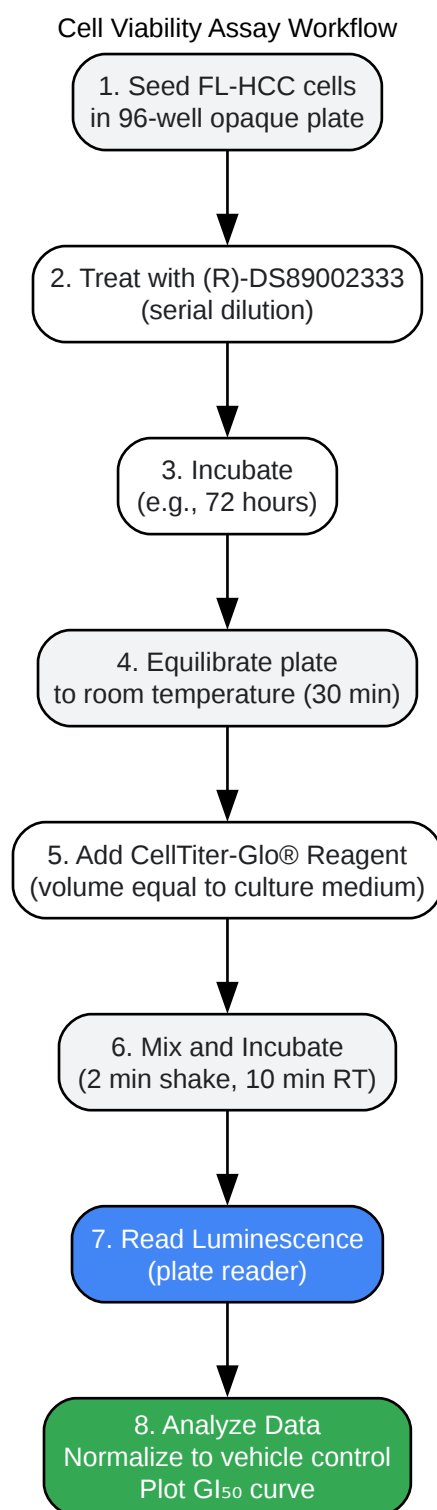 Cell Viability Assay Workflow
1. Seed FL-HCC cells
in 96-well opaque plate
2. Treat with (R)-DS89002333
(serial dilution)
3. Incubate
(e.g., 72 hours)
4. Equilibrate plate
to room temperature (30 min)
5. Add CellTiter-Glo® Reagent
(volume equal to culture medium)
6. Mix and Incubate
(2 min shake, 10 min RT)
7. Read Luminescence
(plate reader)
8. Analyze Data
Normalize to vehicle control
Plot GI₅₀ curve